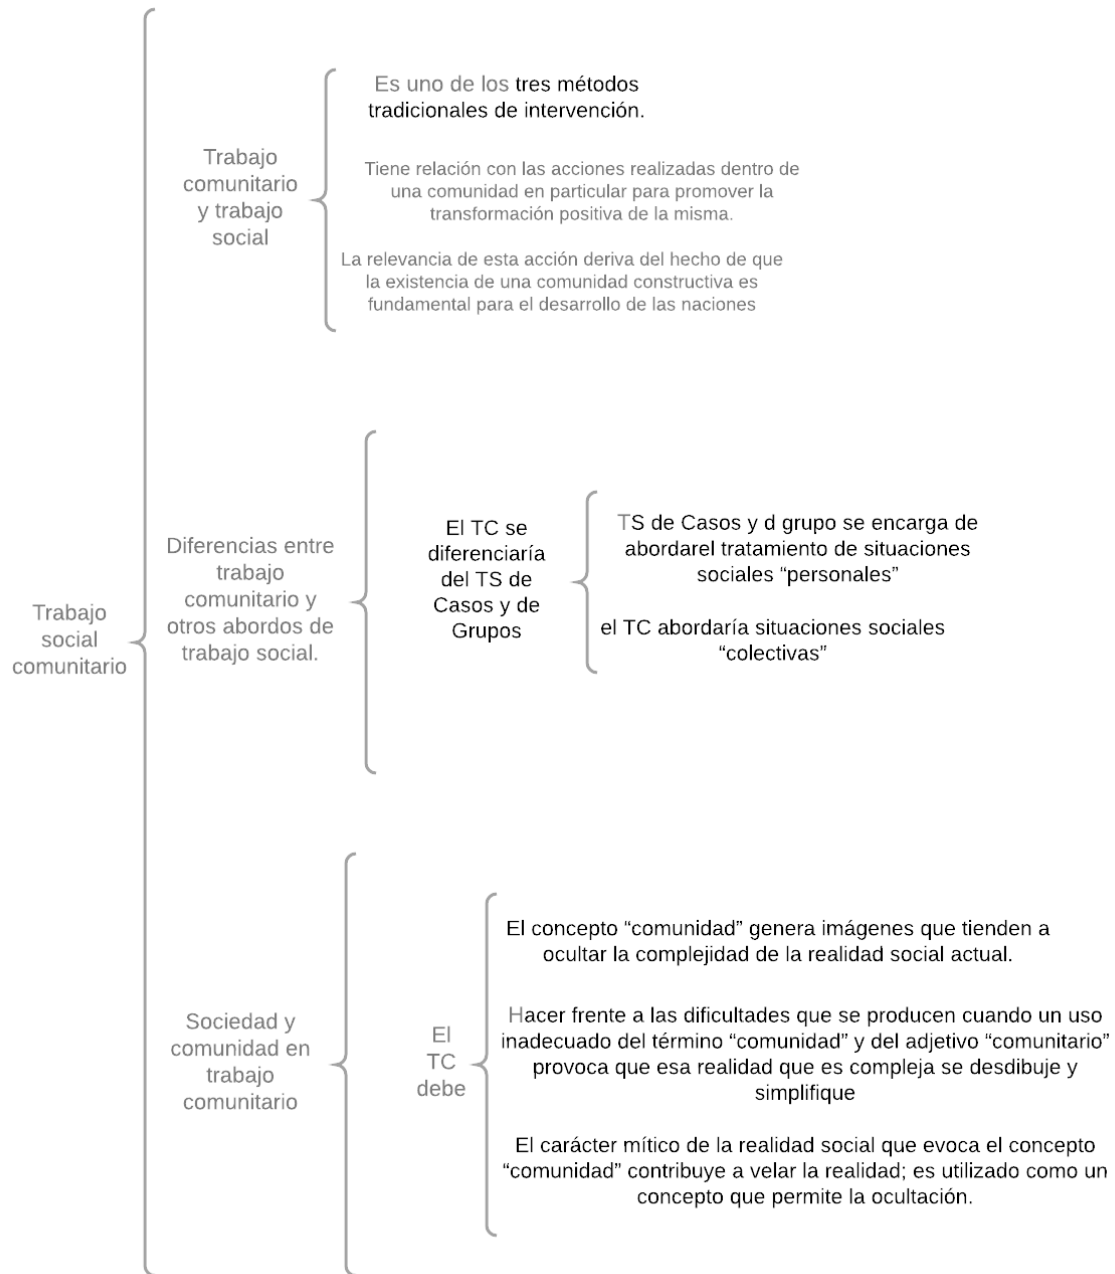 Trabajo
social
comunitario
Trabajo
comunitario
y trabajo
social
Es uno de los tres métodos
tradicionales de intervención.
Tiene relación con las acciones realizadas dentro de
una comunidad en particular para promover la
transformación positiva de la misma.
La relevancia de esta acción deriva del hecho de que
la existencia de una comunidad constructiva es
fundamental para el desarrollo de las naciones
Diferencias entre
trabajo
comunitario y
otros abordos de
trabajo social.
El TC se
diferenciaría
del TS de
Casos y de
Grupos
TS de Casos y d grupo se encarga de
abordarel tratamiento de situaciones
sociales “personales”
el TC abordaría situaciones sociales
“colectivas”
Sociedad y
comunidad en
trabajo
comunitario
El
TC
debe
El concepto “comunidad” genera imágenes que tienden a
ocultar la complejidad de la realidad social actual.
Hacer frente a las dificultades que se producen cuando un uso
inadecuado del término “comunidad” y del adjetivo “comunitario”
provoca que esa realidad que es compleja se desdibuje y
simplifique
El carácter mítico de la realidad social que evoca el concepto
“comunidad” contribuye a velar la realidad; es utilizado como un
concepto que permite la ocultación.